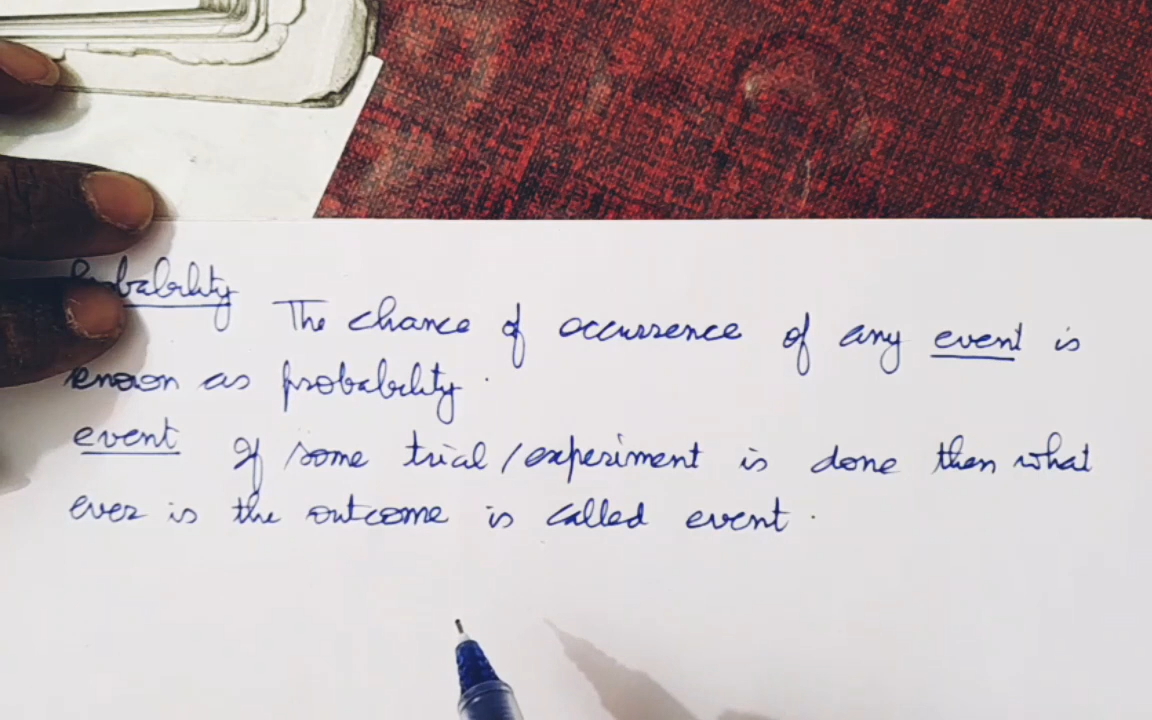 Probability The chance of occurrence of any event is
known as probability.
event If some trial/experiment is done then what
ever is the outcome is called event.